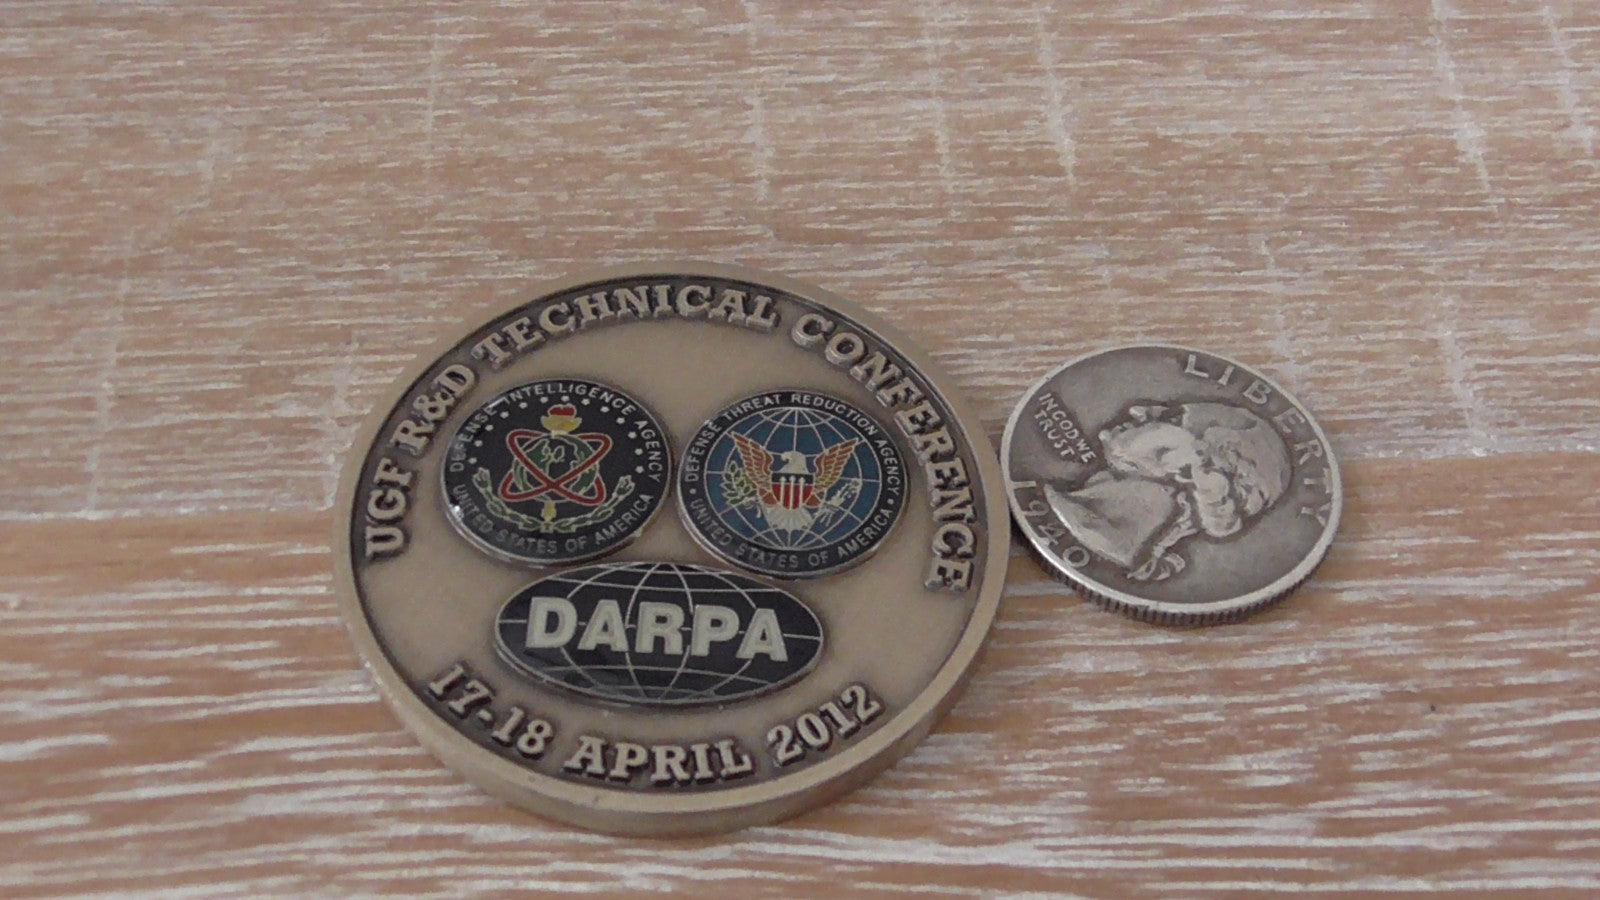 UGF R&D TECHNICAL CONFERENCE
DEFENSE INTELLIGENCE AGENCY
UNITED STATES OF AMERICA
DEFENSE THREAT REDUCTION AGENCY
UNITED STATES OF AMERICA
DARPA
17-18 APRIL 2012
LIBERTY
IN GOD WE
TRUST
1940